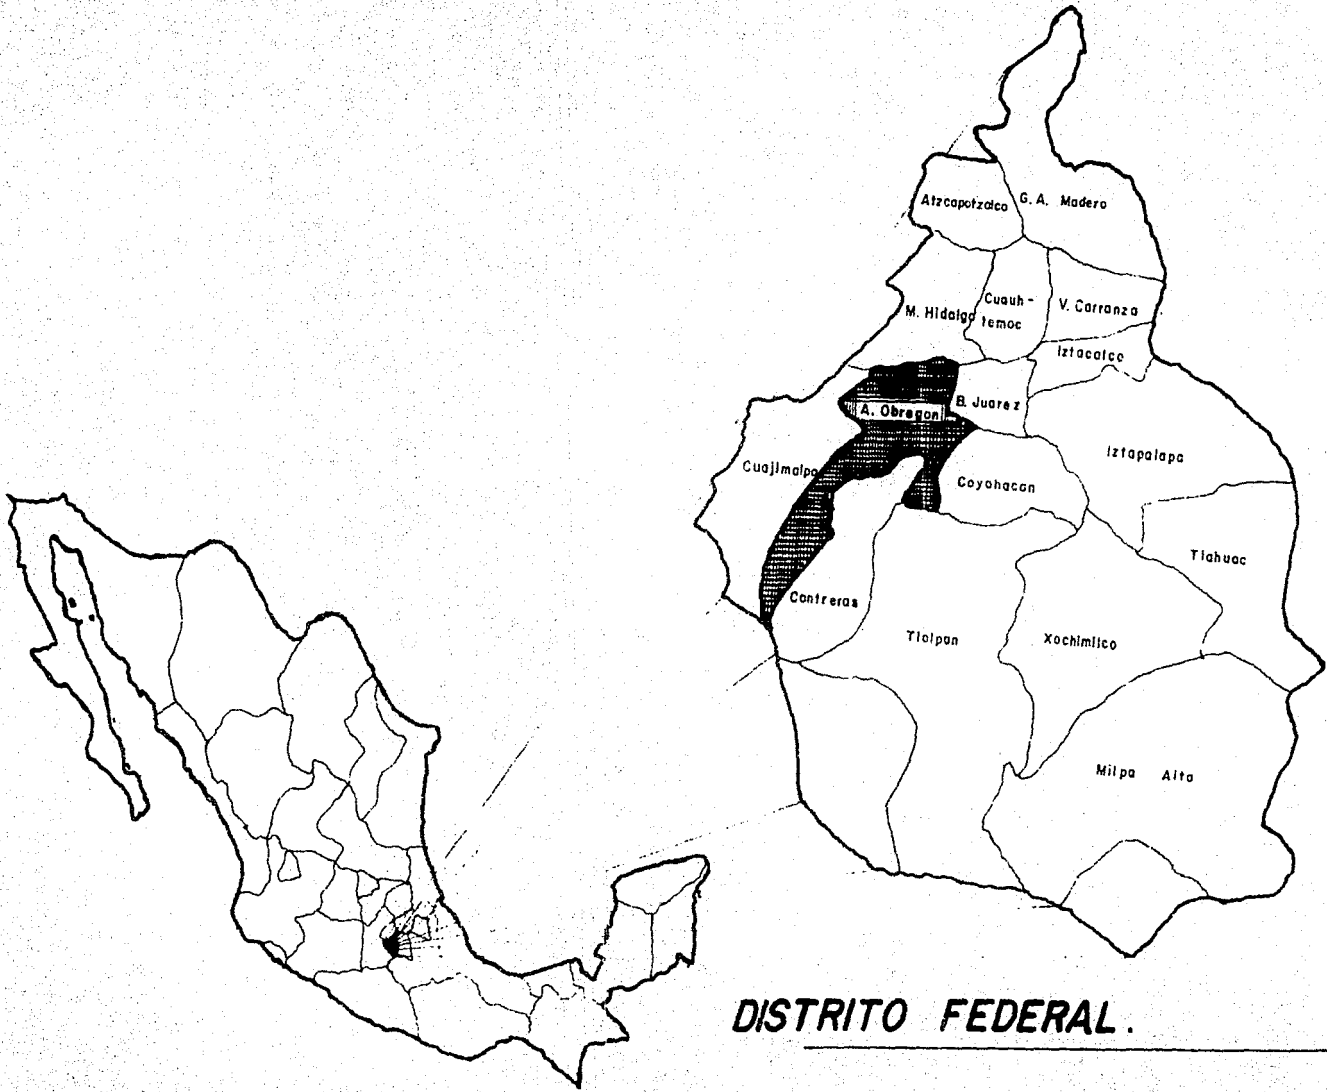 Atzcapotzalco
G. A. Madero
M. Hidalgo
Cuauh-
temoc
V. Carranza
Iztacalco
A. Obregon
B. Juarez
Iztapalapa
Cuajimalpa
Coyohacan
Tlahuac
Contreras
Tlalpan
Xochimilco
Milpa Alta
DISTRITO FEDERAL.